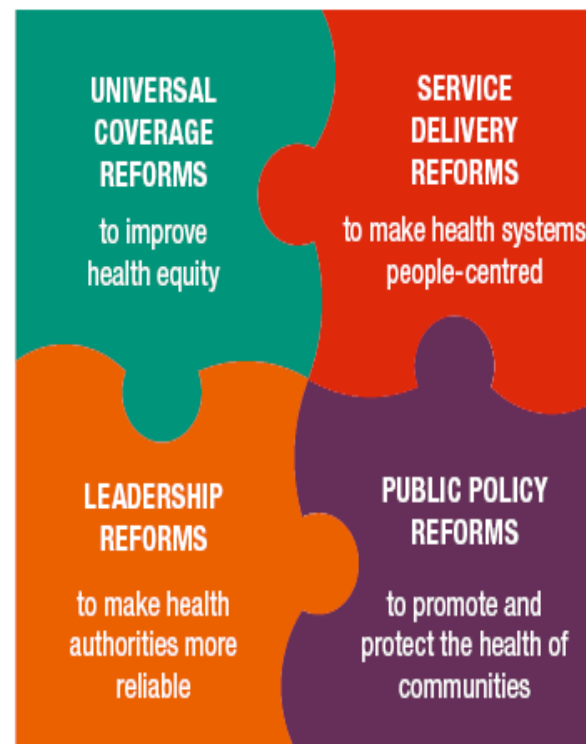 UNIVERSAL
COVERAGE
REFORMS
to improve
health equity
SERVICE
DELIVERY
REFORMS
to make health systems
people-centred
LEADERSHIP
REFORMS
to make health
authorities more
reliable
PUBLIC POLICY
REFORMS
to promote and
protect the health of
communities